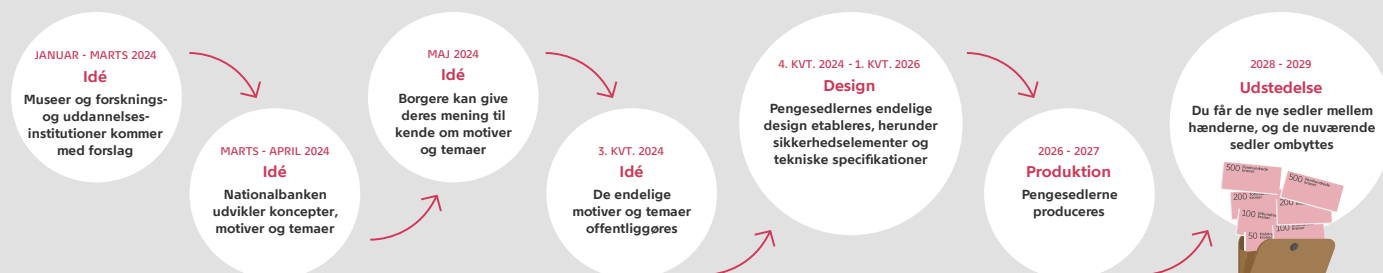 JANUAR - MARTS 2024
Idé
Museer og forsknings-
og uddannelses-
institutioner kommer
med forslag
MARTS - APRIL 2024
Idé
Nationalbanken
udvikler koncepter,
motiver og temaer
MAJ 2024
Idé
Borgere kan give
deres mening til
kende om motiver
og temaer
3. KVT. 2024
Idé
De endelige
motiver og temaer
offentliggøres
4. KVT. 2024 - 1. KVT. 2026
Design
Pengesedlernes endelige
design etableres, herunder
sikkerhedselementer og
tekniske specifikationer
2026 - 2027
Produktion
Pengesedlerne
produceres
2028 - 2029
Udstedelse
Du får de nye sedler mellem
hænderne, og de nuværende
sedler ombyttes
500
500
200
200
100
100
50